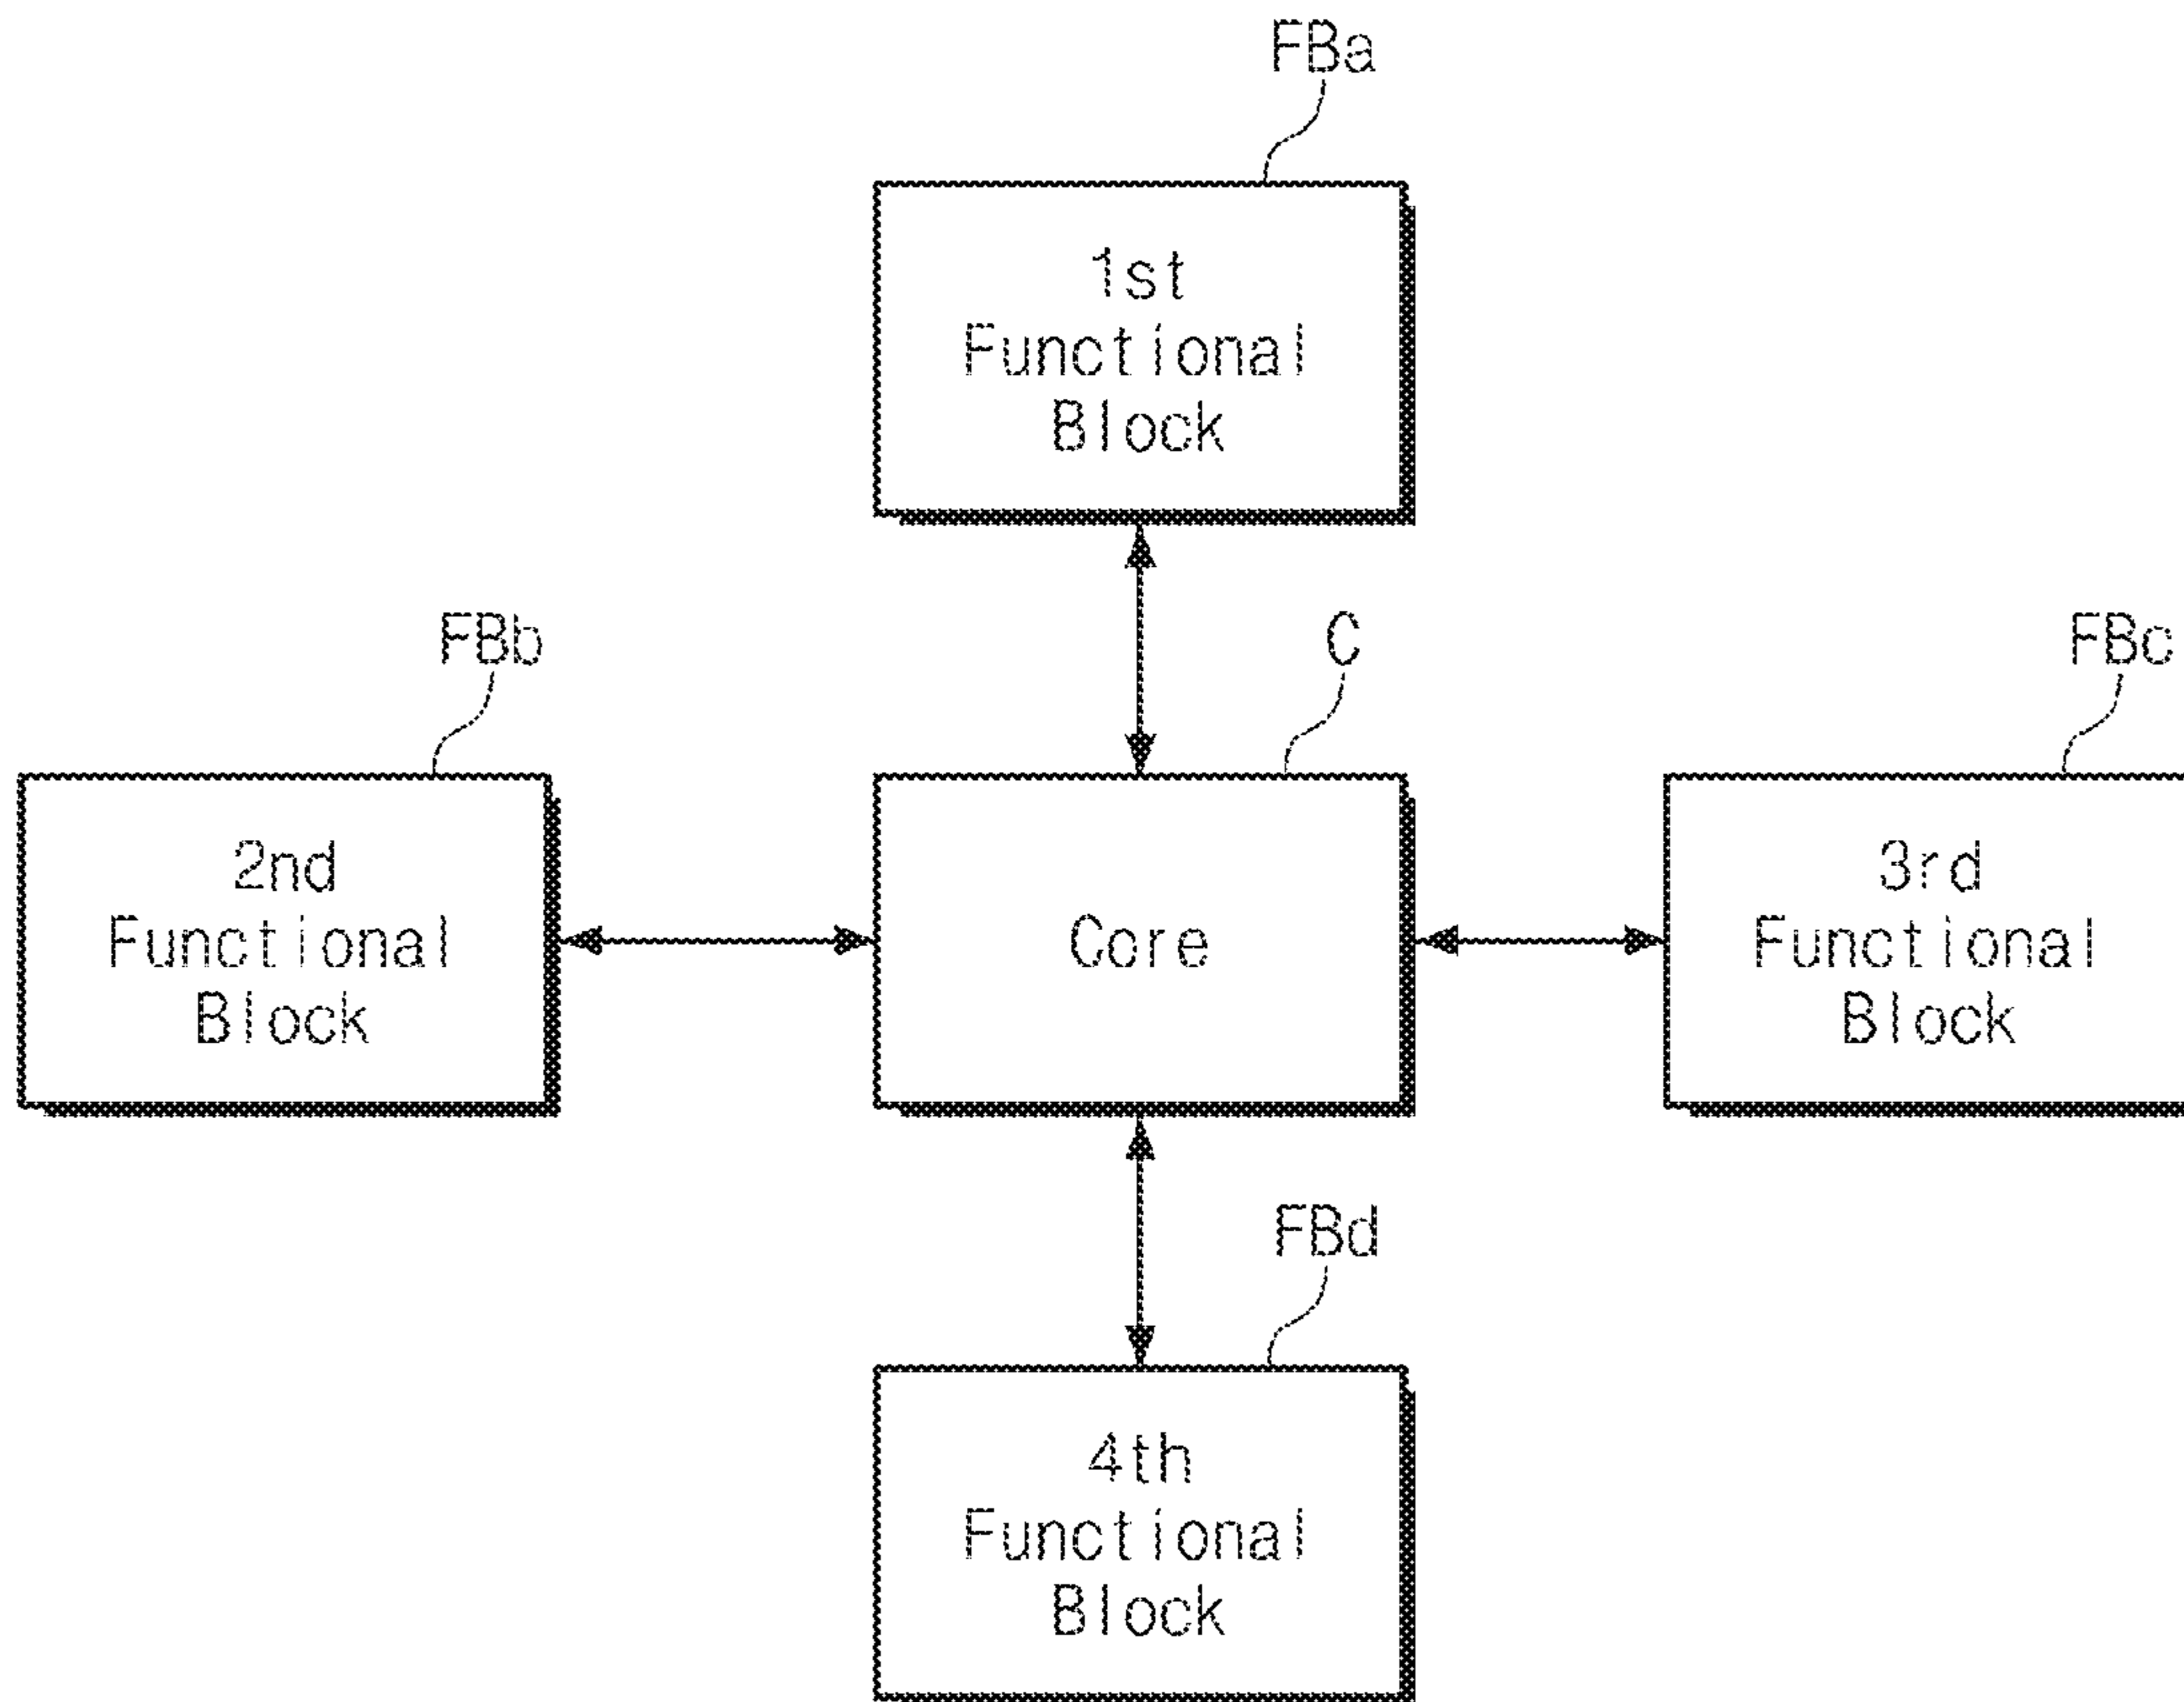 FBa
1st
Functional
Block
FBb
C
FBc
2nd
Functional
Block
Core
3rd
Functional
Block
FBd
4th
Functional
Block